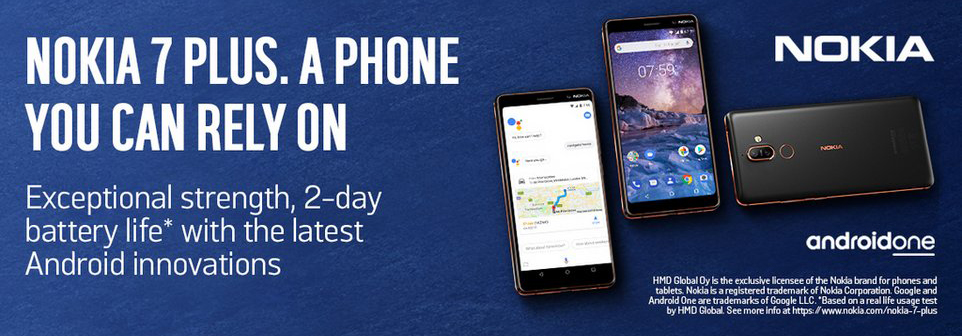 NOKIA 7 PLUS. A PHONE
YOU CAN RELY ON
Exceptional strength, 2-day
battery life* with the latest
Android innovations
NOKIA
07:59
NOKIA
androidone
HMD Global Oy is the exclusive licensee of the Nokia brand for phones and
tablets. Nokia is a registered trademark of Nokia Corporation. Google and
Android One are trademarks of Google LLC. *Based on a real life usage test
by HMD Global. See more info at https://www.nokia.com/nokia-7-plus